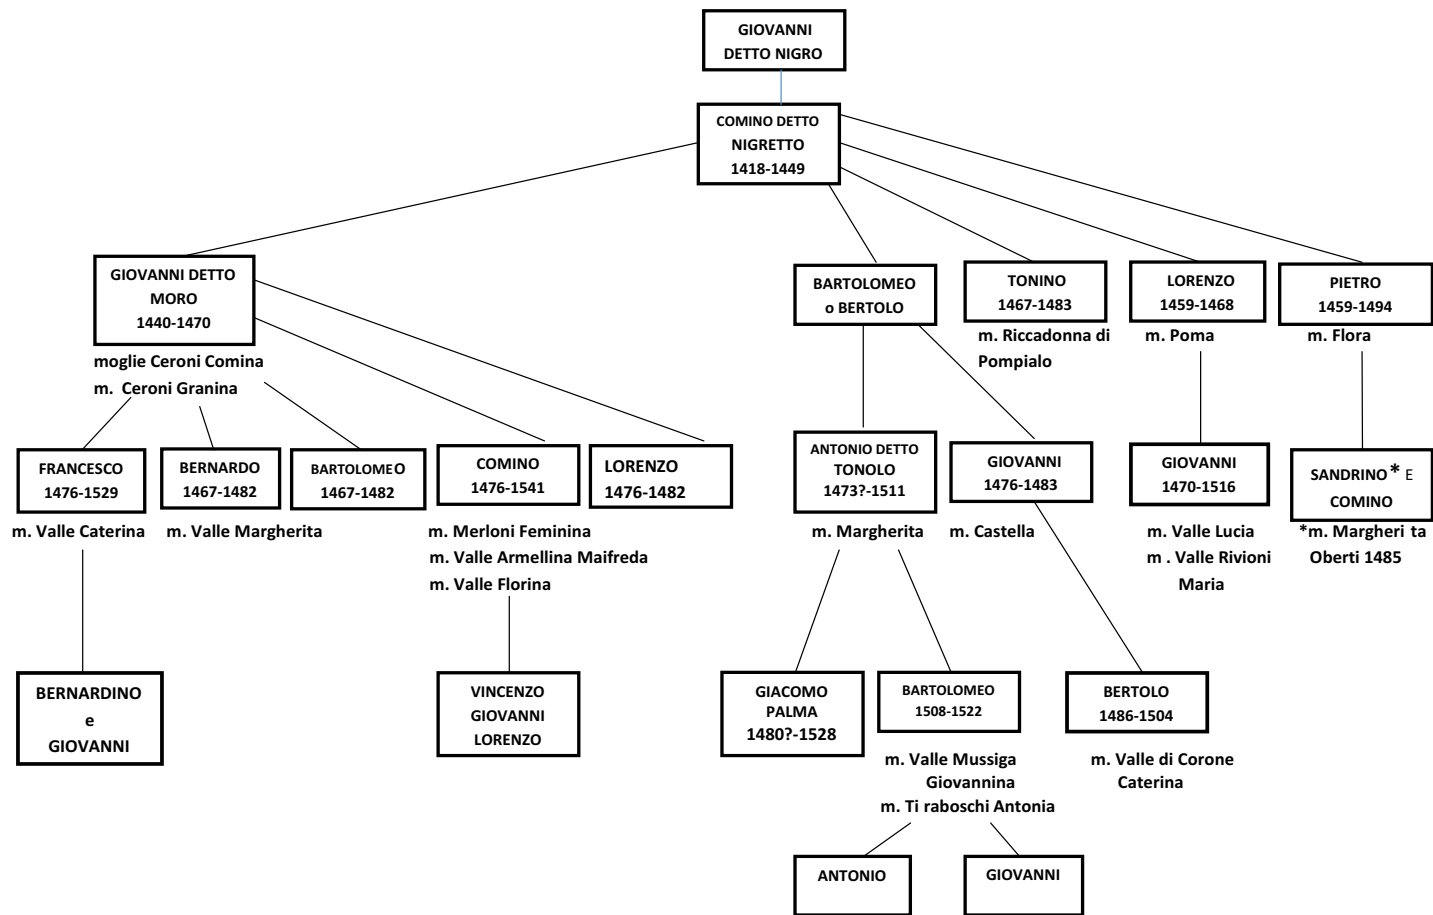 GIOVANNI
DETTO NIGRO
COMINO DETTO
NIGRETTO
1418-1449
GIOVANNI DETTO
MORO
1440-1470
moglie Ceroni Comina
m. Ceroni Granina
BARTOLOMEO
o BERTOLO
TONINO
1467-1483
m. Riccadonna di
Pompialo
LORENZO
1459-1468
m. Poma
PIETRO
1459-1494
m. Flora
FRANCESCO
1476-1529
m. Valle Caterina
BERNARDO
1467-1482
m. Valle Margherita
BARTOLOMEO
1467-1482
COMINO
1476-1541
m. Merloni Feminina
m. Valle Armellina Maifreda
m. Valle Florina
LORENZO
1476-1482
ANTONIO DETTO
TONOLO
1473?-1511
m. Margherita
GIOVANNI
1476-1483
m. Castella
GIOVANNI
1470-1516
m. Valle Lucia
m . Valle Rivioni
Maria
SANDRINO* E
COMINO
*m. Margheri ta
Oberti 1485
BERNARDINO
e
GIOVANNI
VINCENZO
GIOVANNI
LORENZO
GIACOMO
PALMA
1480?-1528
BARTOLOMEO
1508-1522
m. Valle Mussiga
Giovannina
m. Ti raboschi Antonia
BERTOLO
1486-1504
m. Valle di Corone
Caterina
ANTONIO
GIOVANNI